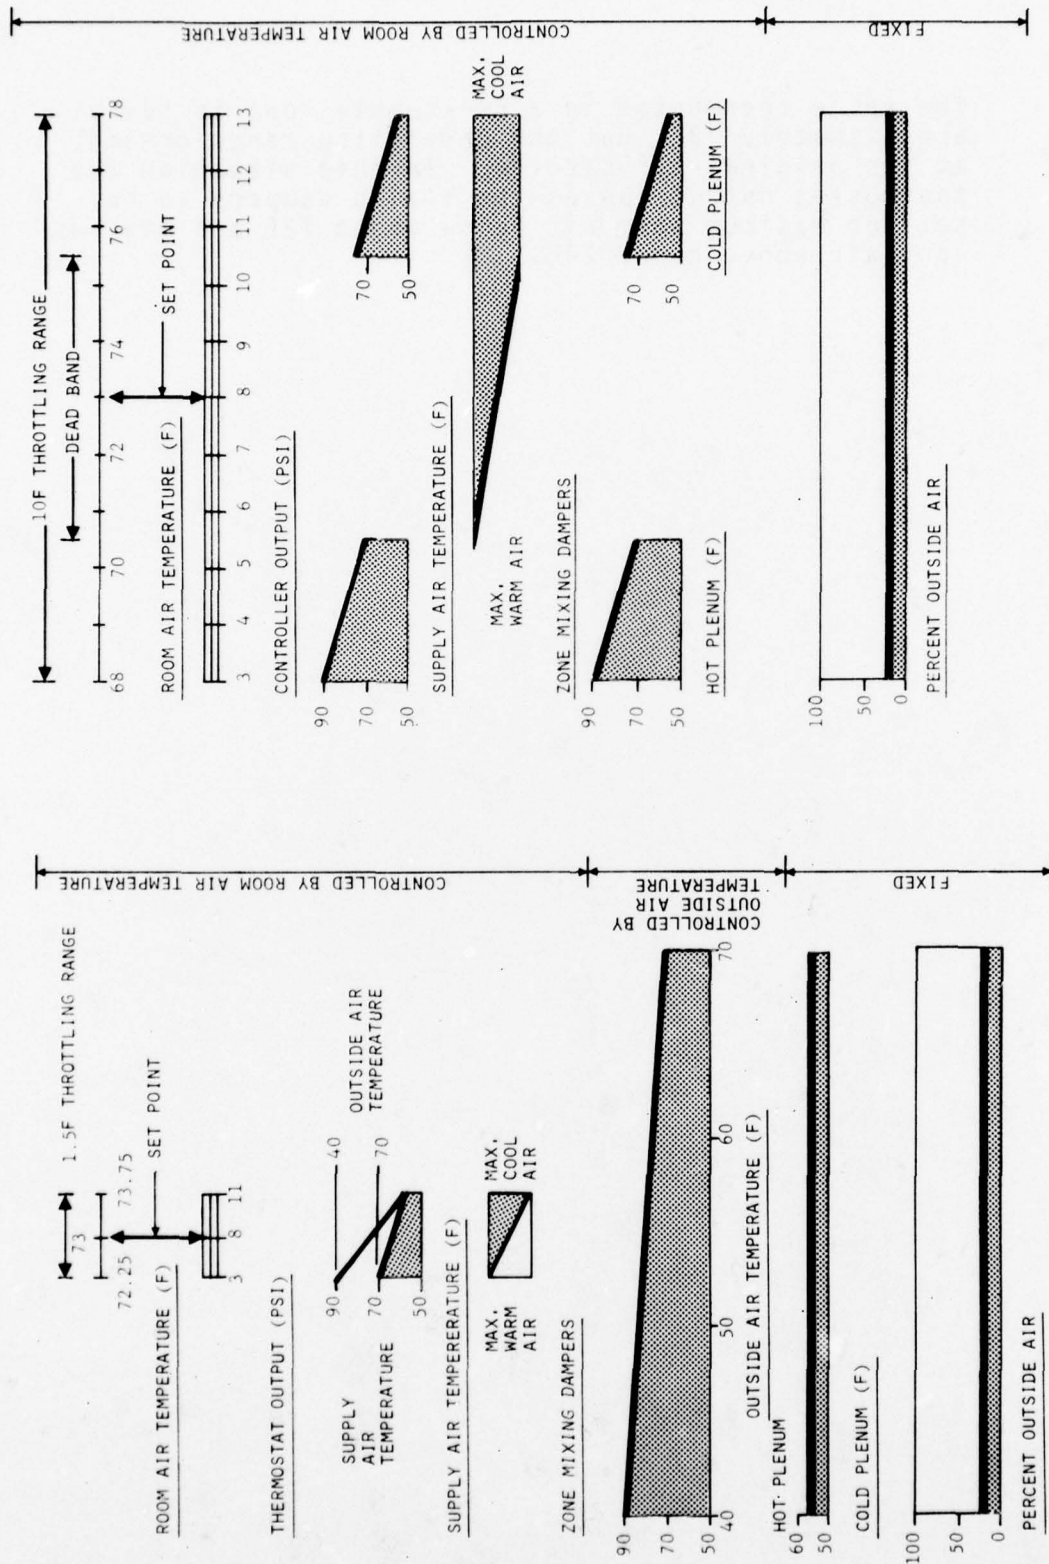 1.5F THROTTLING RANGE
73
72.25 73.75
ROOM AIR TEMPERATURE (F)
SET POINT
3 8 11
THERMOSTAT OUTPUT (PSI)
SUPPLY
AIR
TEMPERATURE
90
70
50
40
70
OUTSIDE AIR
TEMPERATURE
SUPPLY AIR TEMPERERATURE (F)
MAX.
WARM
AIR
MAX.
COOL
AIR
ZONE MIXING DAMPERS
CONTROLLED BY ROOM AIR TEMPERATURE
90
70
50
40 50 60 70
OUTSIDE AIR TEMPERATURE (F)
HOT PLENUM
CONTROLLED BY
OUTSIDE AIR
TEMPERATURE
60
50
COLD PLENUM (F)
100
50
0
PERCENT OUTSIDE AIR
FIXED
10F THROTTLING RANGE
DEAD BAND
68 70 72 74 76 78
ROOM AIR TEMPERATURE (F)
SET POINT
3 4 5 6 7 8 9 10 11 12 13
CONTROLLER OUTPUT (PSI)
90
70
50
70
50
SUPPLY AIR TEMPERATURE (F)
MAX.
WARM AIR
MAX.
COOL
AIR
ZONE MIXING DAMPERS
90
70
50
HOT PLENUM (F)
70
50
COLD PLENUM (F)
CONTROLLED BY ROOM AIR TEMPERATURE
100
50
0
PERCENT OUTSIDE AIR
FIXED